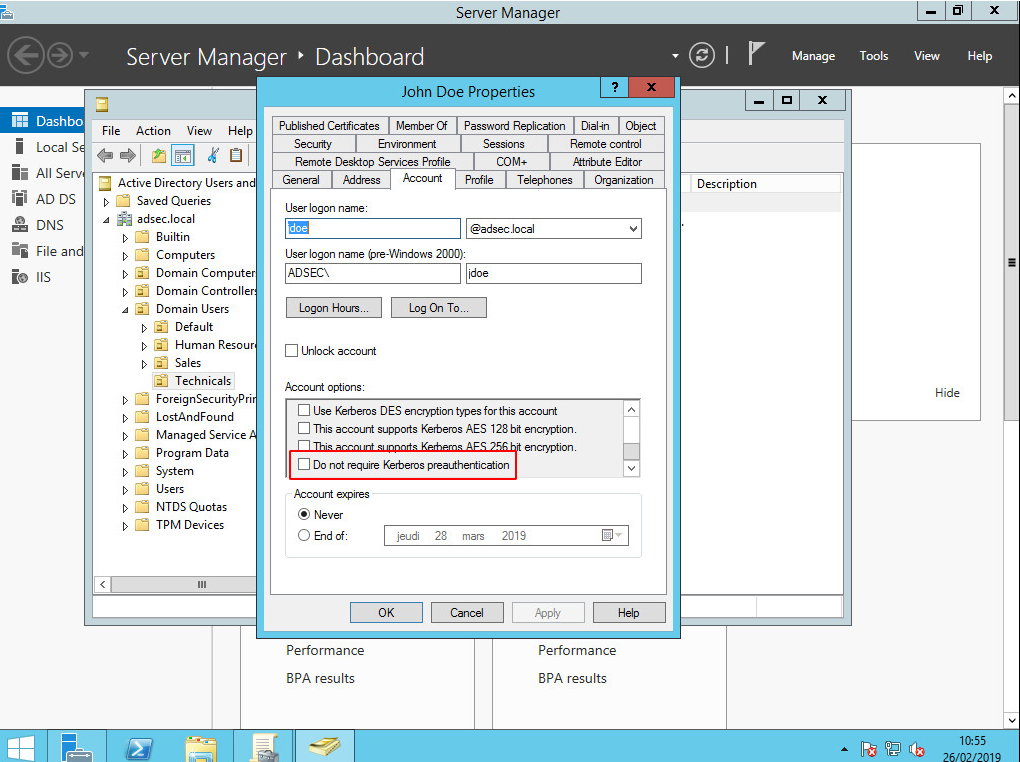 Server Manager
Server Manager • Dashboard
Manage
Tools
View
Help
Dashbo
Local Se
All Serve
AD DS
DNS
File and
IIS
File Action View Help
Active Directory Users and
Saved Queries
adsec.local
Builtin
Computers
Domain Computer
Domain Controllers
Domain Users
Default
Human Resour
Sales
Technicals
ForeignSecurityPrin
LostAndFound
Managed Service A
Program Data
System
Users
NTDS Quotas
TPM Devices
John Doe Properties
?
Published Certificates Member Of Password Replication Dial-in Object
Security Environment Sessions Remote control
Remote Desktop Services Profile COM+ Attribute Editor
General Address Account Profile Telephones Organization
User logon name:
jdoe @adsec.local
User logon name (pre-Windows 2000):
ADSEC\ jdoe
Logon Hours... Log On To...
Unlock account
Account options:
Use Kerberos DES encryption types for this account
This account supports Kerberos AES 128 bit encryption.
This account supports Kerberos AES 256 bit encryption.
Do not require Kerberos preauthentication
Account expires
Never
End of: jeudi 28 mars 2019
OK Cancel Apply Help
Description
Hide
Performance
BPA results
Performance
BPA results
10:55
26/02/2019